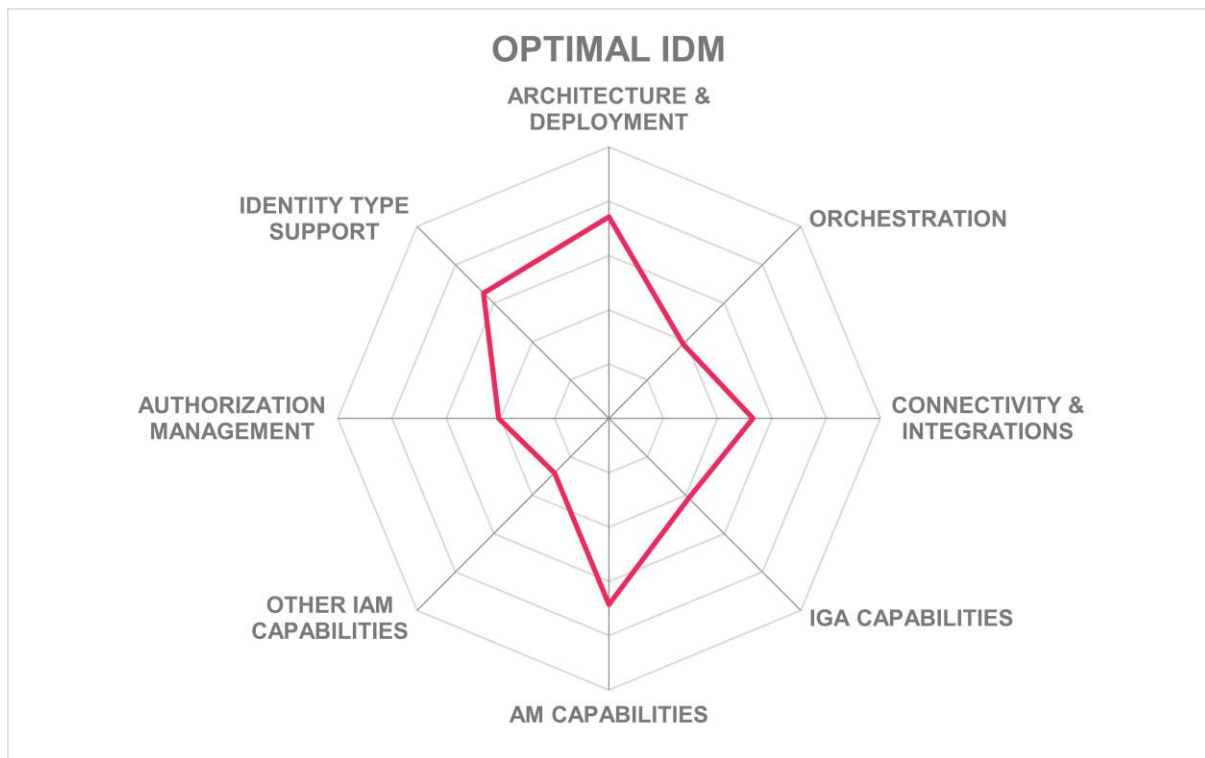 OPTIMAL IDM
ARCHITECTURE &
DEPLOYMENT
IDENTITY TYPE
SUPPORT
ORCHESTRATION
AUTHORIZATION
MANAGEMENT
CONNECTIVITY &
INTEGRATIONS
OTHER IAM
CAPABILITIES
IGA CAPABILITIES
AM CAPABILITIES